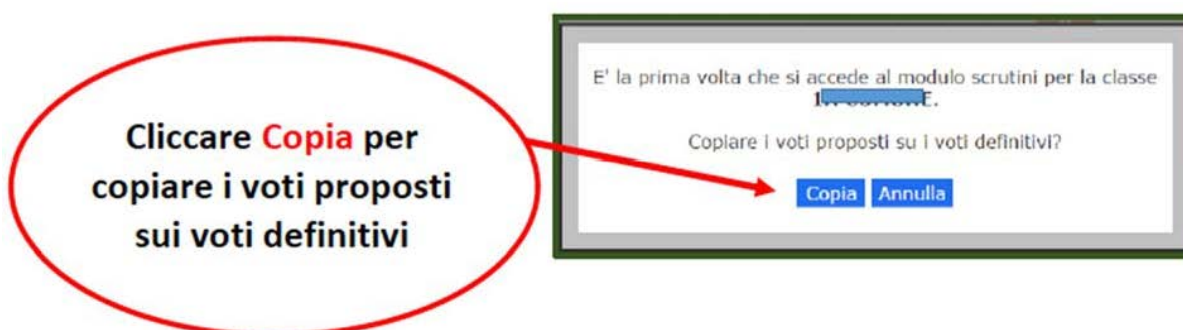 Cliccare Copia per
copiare i voti proposti
sui voti definitivi
E' la prima volta che si accede al modulo scrutini per la classe
Copiare i voti proposti su i voti definitivi?
Copia Annulla